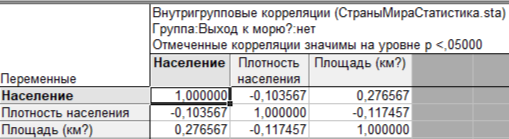 Внутригрупповые корреляции (СтраныМираСтатистика.sta)
Группа:Выход к морю?:нет
Отмеченные корреляции значимы на уровне p <,05000
Переменные Население Плотность населения Площадь (км?)
Население 1,000000 -0,103567 0,276567
Плотность населения -0,103567 1,000000 -0,117457
Площадь (км?) 0,276567 -0,117457 1,000000